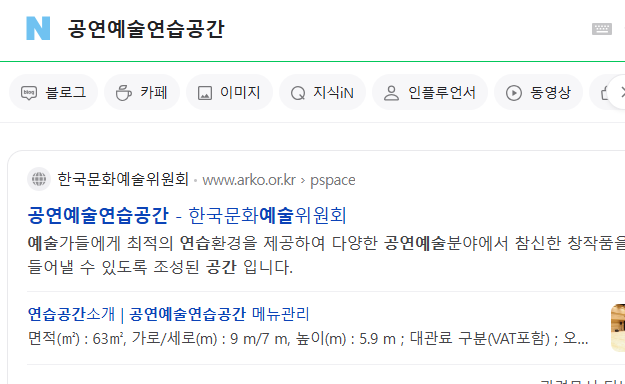 N 공연예술연습공간
blog 블로그 카페 이미지 지식iN 인플루언서 동영상
한국문화예술위원회 · www.arko.or.kr › pspace
공연예술연습공간 - 한국문화예술위원회
예술가들에게 최적의 연습환경을 제공하여 다양한 공연예술분야에서 참신한 창작품을
들어낼 수 있도록 조성된 공간 입니다.
연습공간소개 | 공연예술연습공간 메뉴관리
면적(㎡) : 63㎡, 가로/세로(m) : 9 m/7 m, 높이(m) : 5.9 m ; 대관료 구분(VAT포함) ; 오...